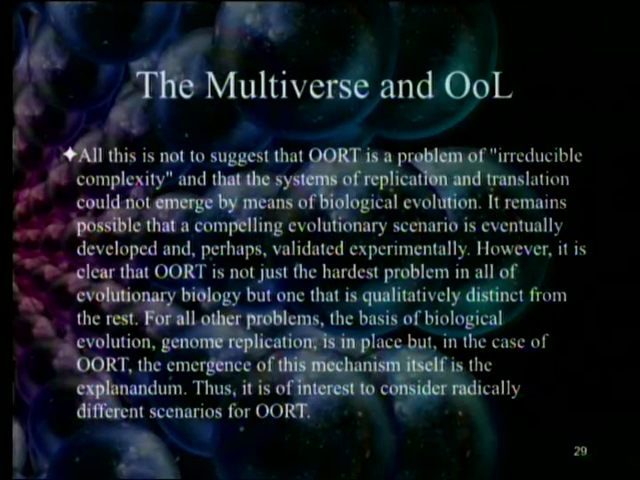 The Multiverse and OoL
All this is not to suggest that OORT is a problem of "irreducible
complexity" and that the systems of replication and translation
could not emerge by means of biological evolution. It remains
possible that a compelling evolutionary scenario is eventually
developed and, perhaps, validated experimentally. However, it is
clear that OORT is not just the hardest problem in all of
evolutionary biology but one that is qualitatively distinct from
the rest. For all other problems, the basis of biological
evolution, genome replication, is in place but, in the case of
OORT, the emergence of this mechanism itself is the
explanandum. Thus, it is of interest to consider radically
different scenarios for OORT.
29